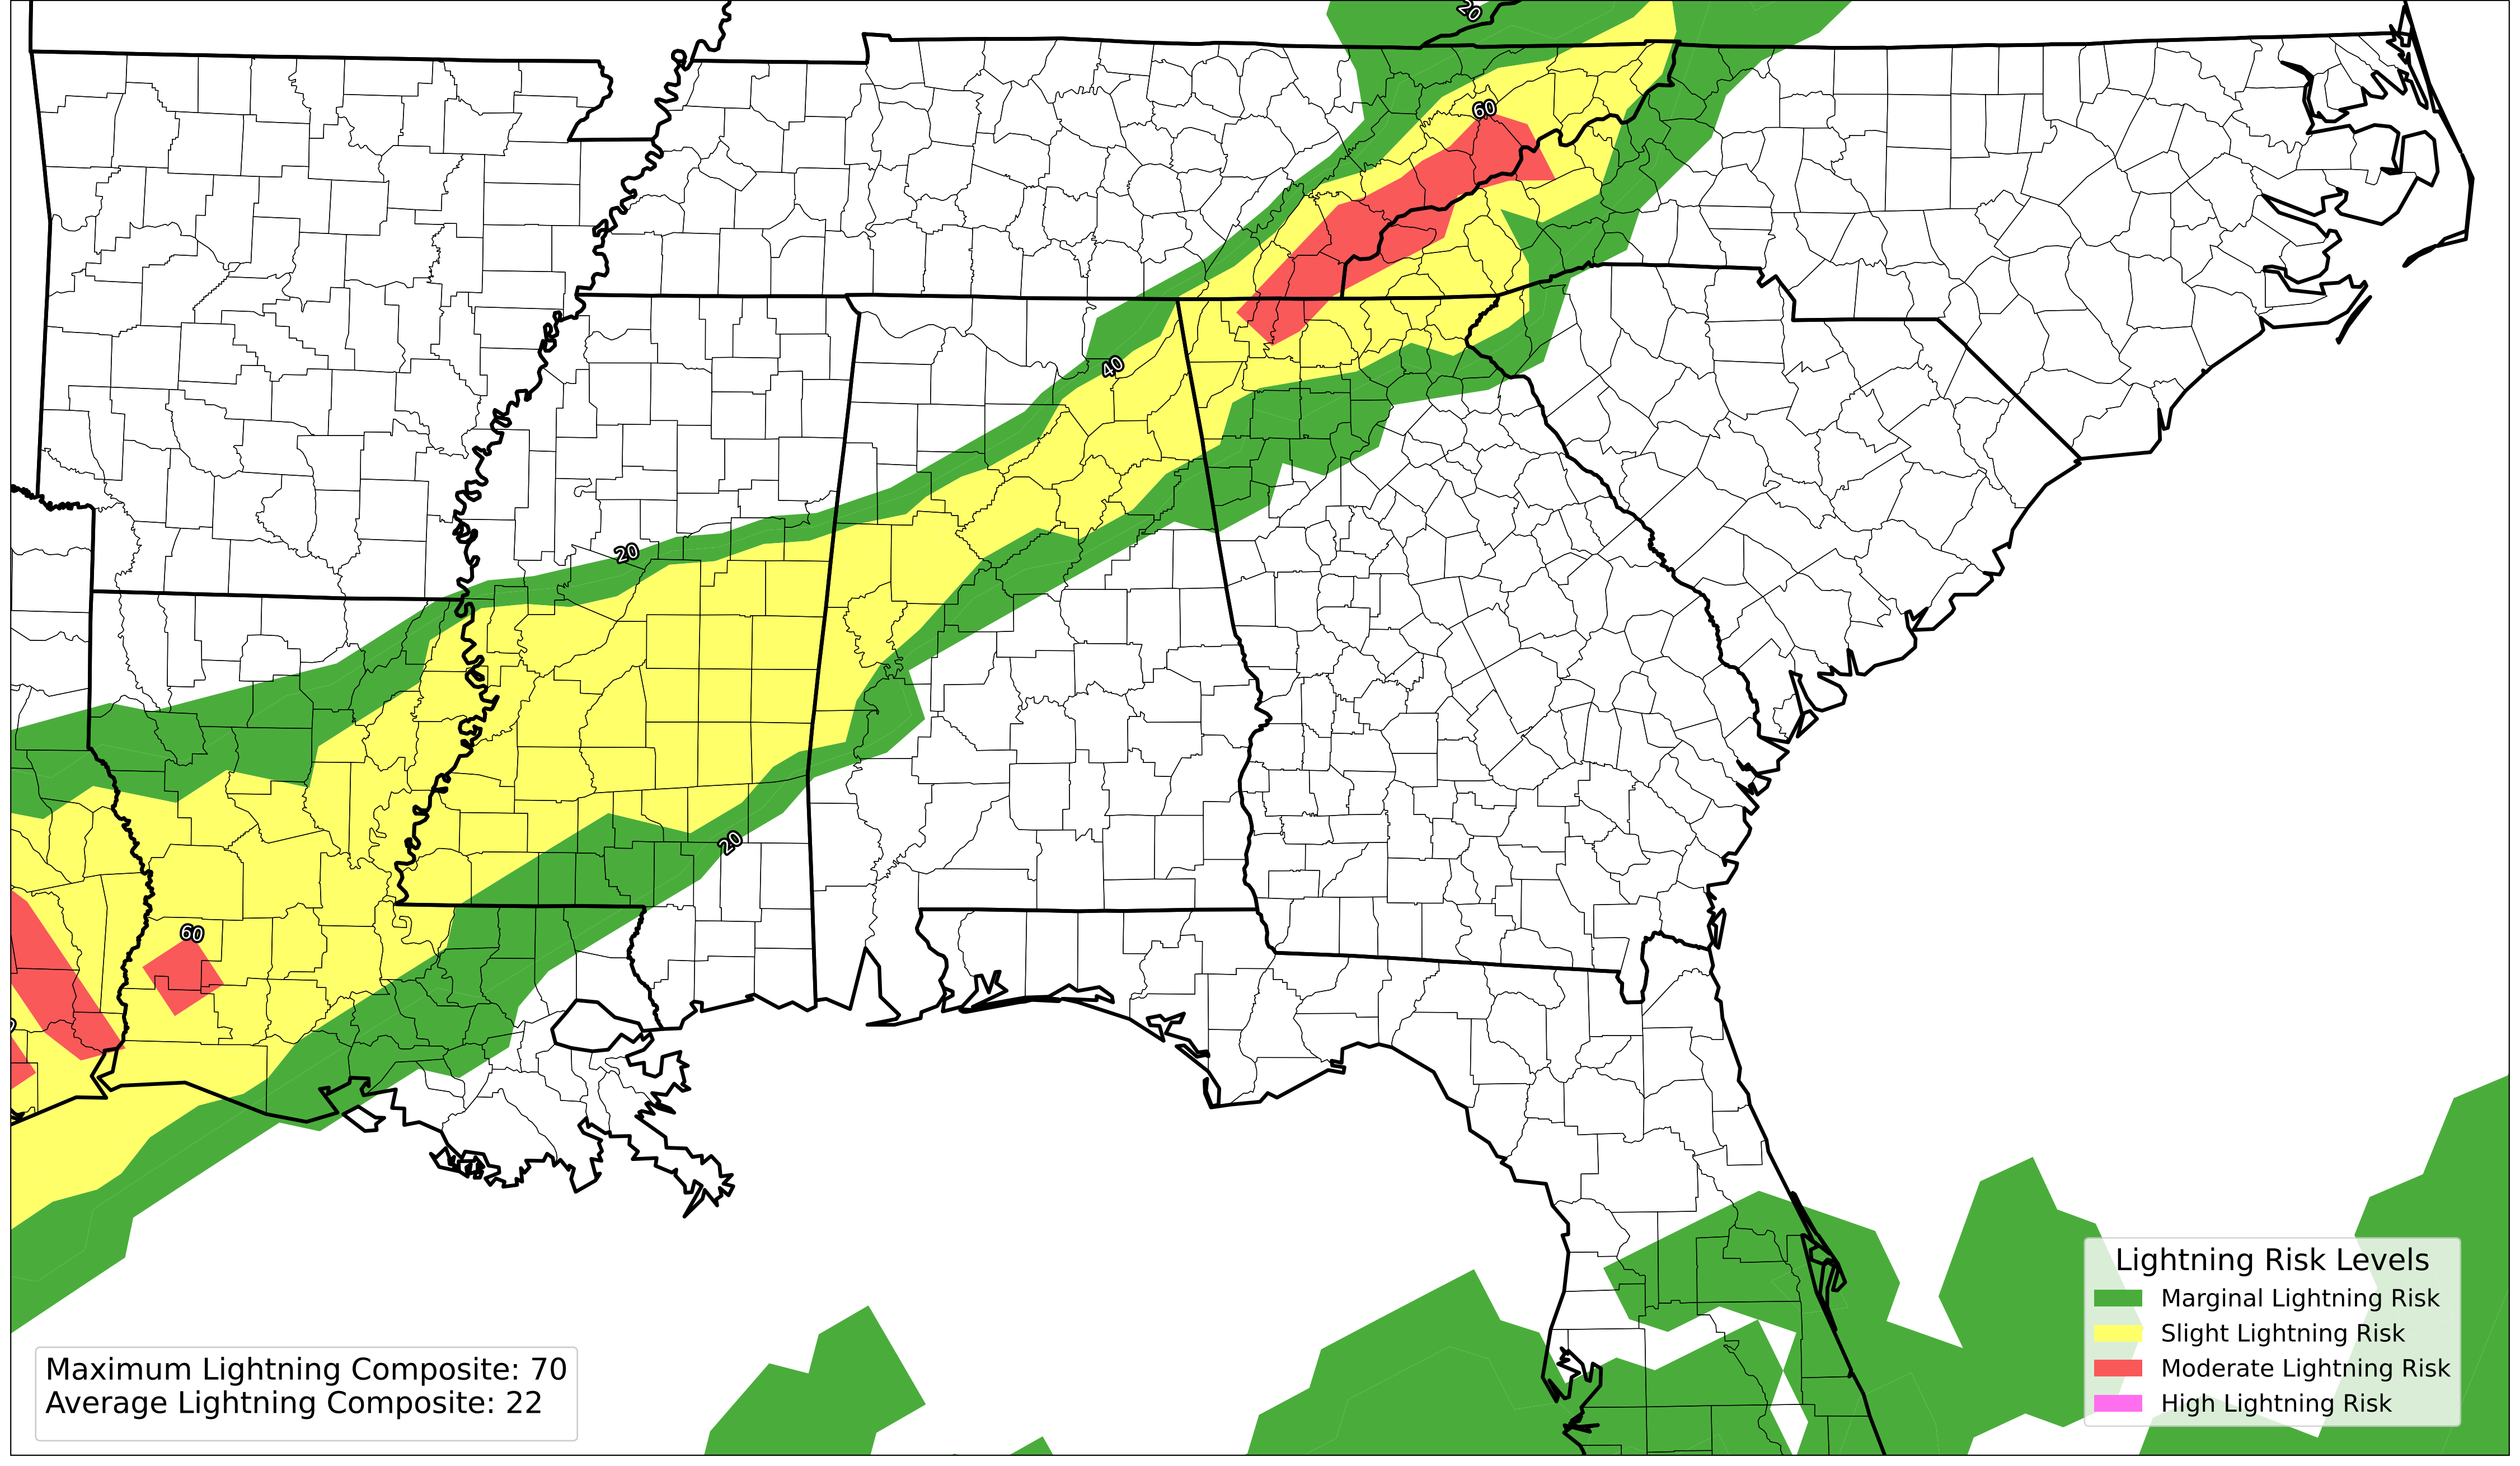 20
60
40
20
20
60
Lightning Risk Levels
Marginal Lightning Risk
Slight Lightning Risk
Moderate Lightning Risk
High Lightning Risk
Maximum Lightning Composite: 70
Average Lightning Composite: 22